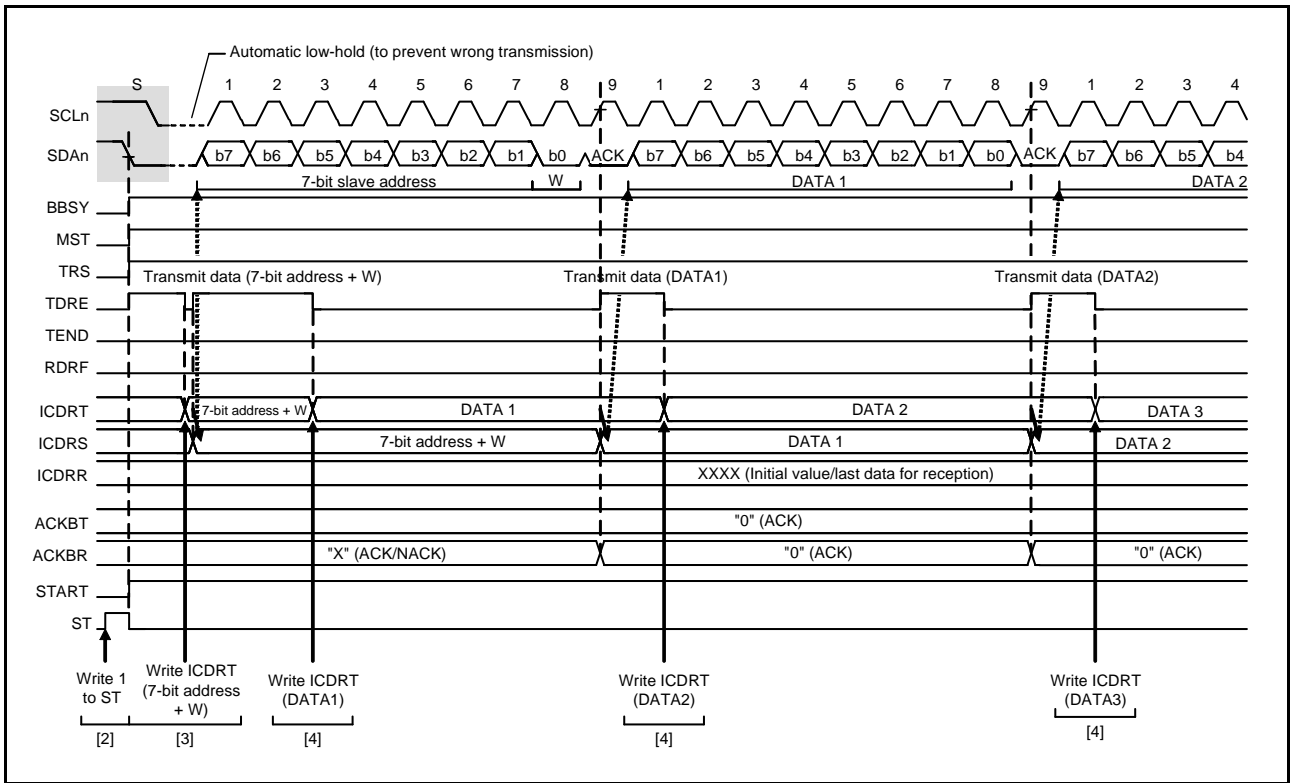 Automatic low-hold (to prevent wrong transmission)
S 1 2 3 4 5 6 7 8 9 1 2 3 4 5 6 7 8 9 1 2 3 4
SCLn
SDAn b7 b6 b5 b4 b3 b2 b1 b0 ACK b7 b6 b5 b4 b3 b2 b1 b0 ACK b7 b6 b5 b4
7-bit slave address W DATA 1 DATA 2
BBSY
MST
TRS
Transmit data (7-bit address + W) Transmit data (DATA1) Transmit data (DATA2)
TDRE
TEND
RDRF
ICDRT 7-bit address + W DATA 1 DATA 2 DATA 3
ICDRS 7-bit address + W DATA 1 DATA 2
ICDRR XXXX (Initial value/last data for reception)
ACKBT "0" (ACK)
ACKBR "X" (ACK/NACK) "0" (ACK) "0" (ACK)
START
ST
Write 1
to ST
[2]
Write ICDRT
(7-bit address
+ W)
[3]
Write ICDRT
(DATA1)
[4]
Write ICDRT
(DATA2)
[4]
Write ICDRT
(DATA3)
[4]